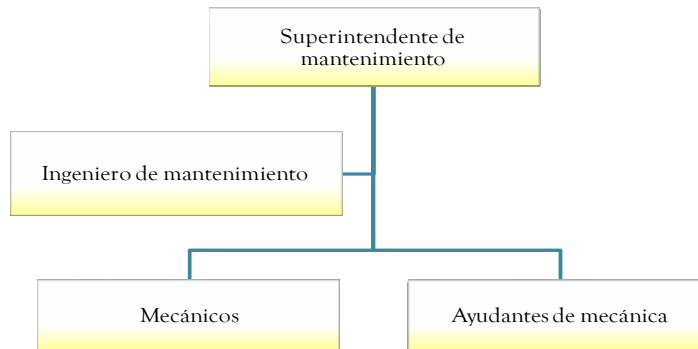 Superintendente de
mantenimiento
Ingeniero de mantenimiento
Mecánicos
Ayudantes de mecánica